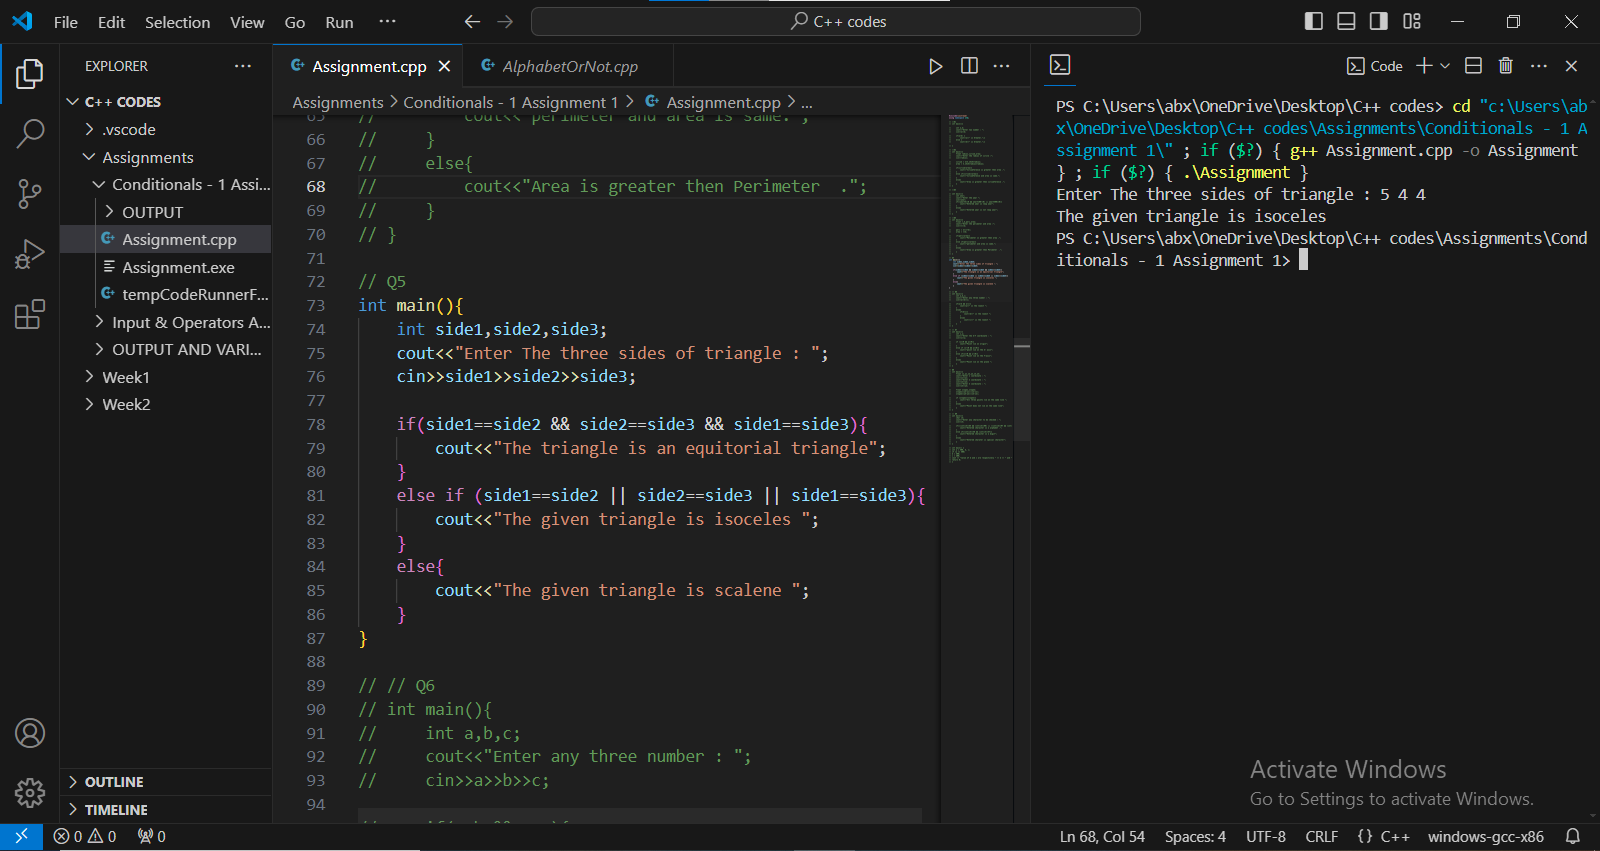 File Edit Selection View Go Run ··· C++ codes
EXPLORER ···
C++ CODES
.vscode
Assignments
Conditionals - 1 Assi...
OUTPUT
Assignment.cpp
Assignment.exe
tempCodeRunnerF...
Input & Operators A...
OUTPUT AND VARI...
Week1
Week2
OUTLINE
TIMELINE
Assignment.cpp AlphabetOrNot.cpp
Assignments > Conditionals - 1 Assignment 1 > Assignment.cpp > ...
65 // cout<<"perimeter and area is same.";
66 // }
67 // else{
68 // cout<<"Area is greater then Perimeter  .";
69 // }
70 // }
71
72 // Q5
73 int main(){
74 int side1,side2,side3;
75 cout<<"Enter The three sides of triangle : ";
76 cin>>side1>>side2>>side3;
77
78 if(side1==side2 && side2==side3 && side1==side3){
79 cout<<"The triangle is an equitorial triangle";
80 }
81 else if (side1==side2 || side2==side3 || side1==side3){
82 cout<<"The given triangle is isoceles ";
83 }
84 else{
85 cout<<"The given triangle is scalene ";
86 }
87 }
88
89 // // Q6
90 // int main(){
91 // int a,b,c;
92 // cout<<"Enter any three number : ";
93 // cin>>a>>b>>c;
94
Code
PS C:\Users\abx\OneDrive\Desktop\C++ codes> cd "c:\Users\ab
x\OneDrive\Desktop\C++ codes\Assignments\Conditionals - 1 A
ssignment 1\" ; if ($?) { g++ Assignment.cpp -o Assignment
} ; if ($?) { .\Assignment }
Enter The three sides of triangle : 5 4 4
The given triangle is isoceles
PS C:\Users\abx\OneDrive\Desktop\C++ codes\Assignments\Cond
itionals - 1 Assignment 1>
Activate Windows
Go to Settings to activate Windows.
0 0 0 Ln 68, Col 54 Spaces: 4 UTF-8 CRLF {} C++ windows-gcc-x86